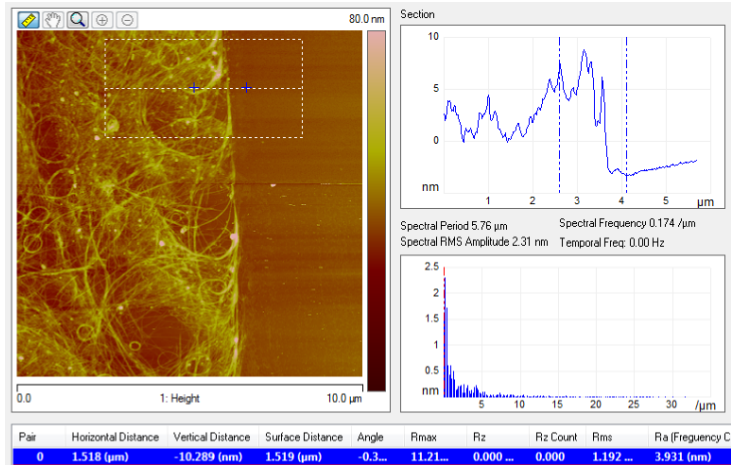 80.0 nm
0.0 1: Height 10.0 µm
Section
10
5
0
nm
1 2 3 4 5 µm
Spectral Period 5.76 µm Spectral Frequency 0.174 /µm
Spectral RMS Amplitude 2.31 nm Temporal Freq: 0.00 Hz
2.5
2
1.5
1
0.5
nm
5 10 15 20 25 30 /µm
Pair Horizontal Distance Vertical Distance Surface Distance Angle Rmax Rz Rz Count Rms Ra (Freguency C
0 1.518 (µm) -10.289 (nm) 1.519 (µm) -0.3... 11.21... 0.000 ... 0.000 1.192 ... 3.931 (nm)